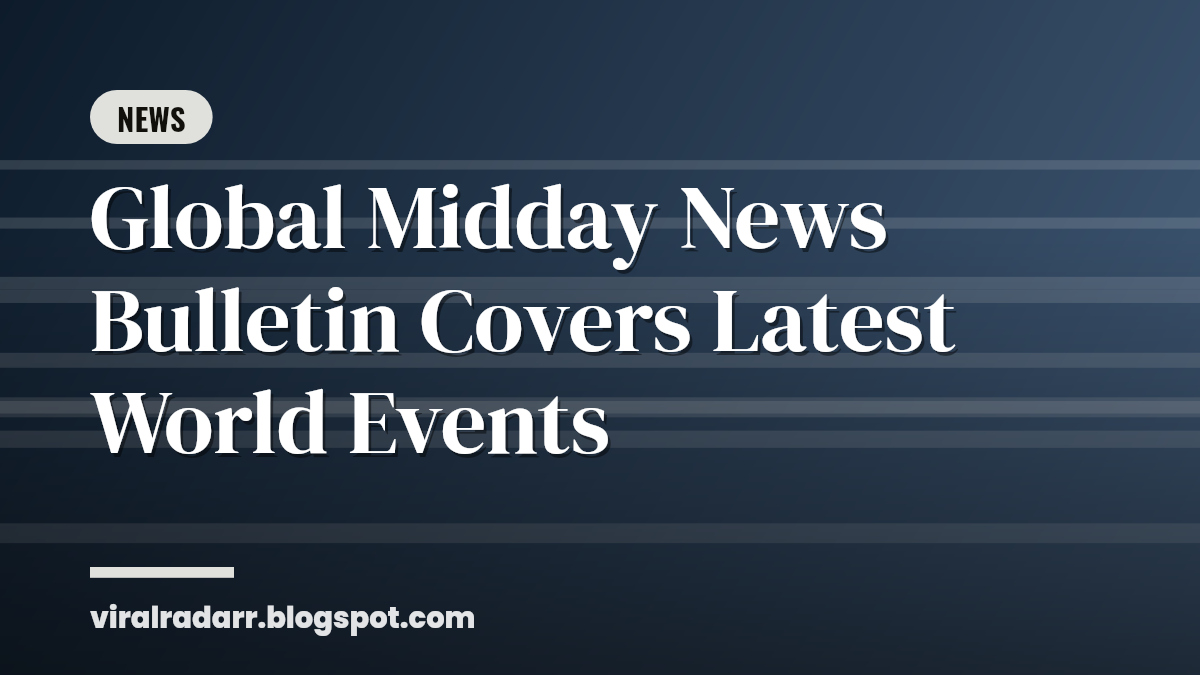 NEWS
Global Midday News
Bulletin Covers Latest
World Events
viralradarr.blogspot.com